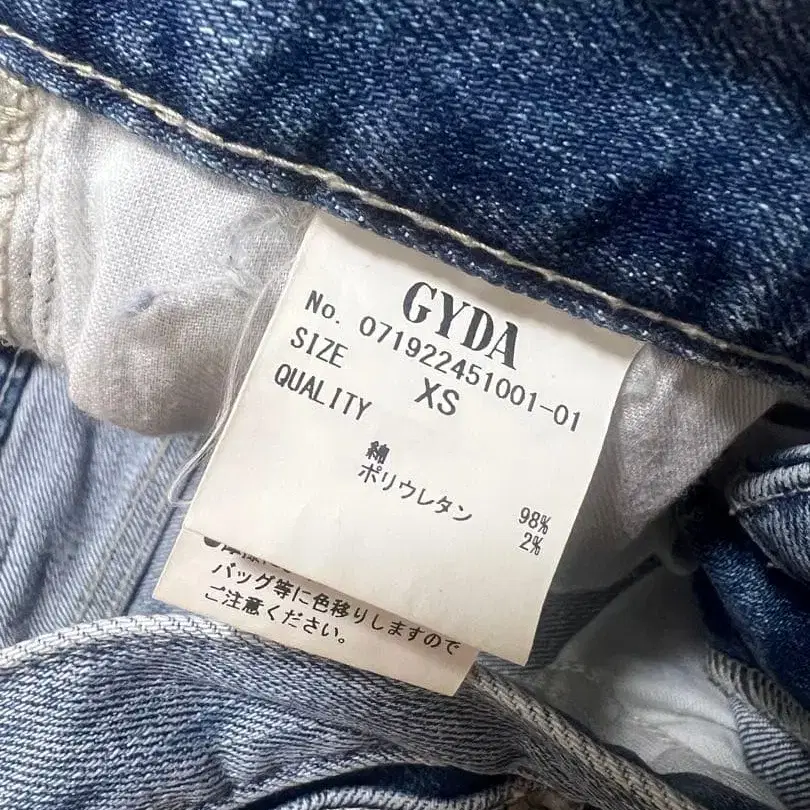 GYDA
No. 071922451001-01
SIZE XS
QUALITY
綿 98%
ポリウレタン 2%
バッグ等に色移りしますので
ご注意ください。